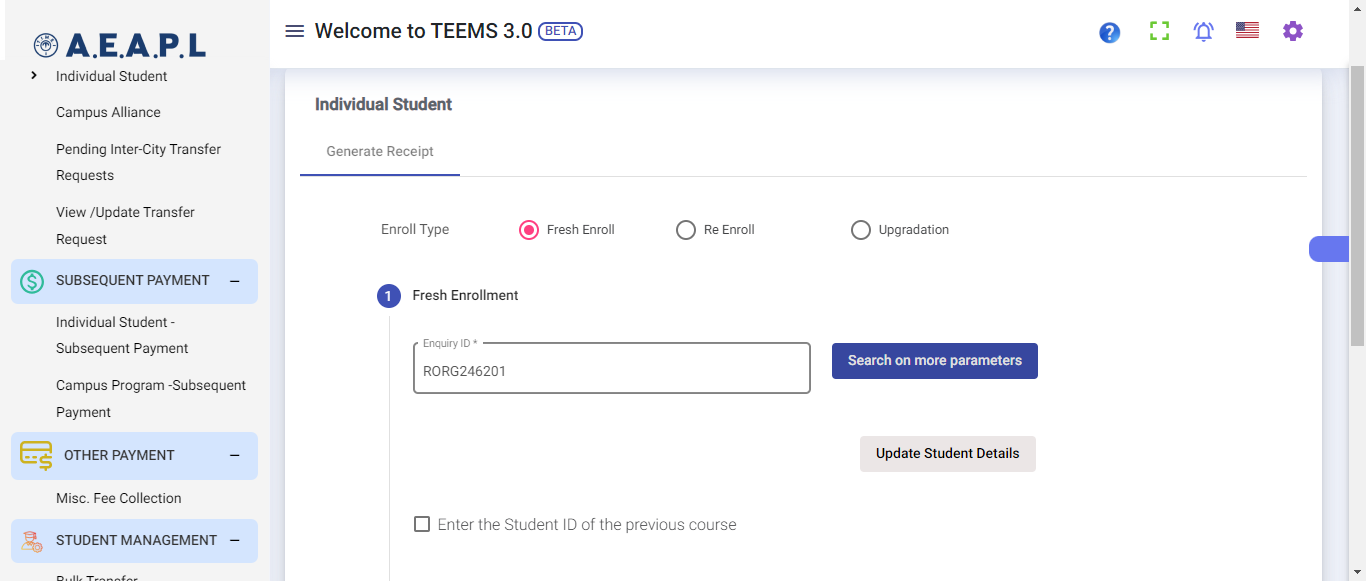 A.E.A.P.L
Individual Student
Campus Alliance
Pending Inter-City Transfer
Requests
View /Update Transfer
Request
SUBSEQUENT PAYMENT
Individual Student -
Subsequent Payment
Campus Program -Subsequent
Payment
OTHER PAYMENT
Misc. Fee Collection
STUDENT MANAGEMENT
Bulk Transfer
Welcome to TEEMS 3.0 BETA
Individual Student
Generate Receipt
Enroll Type Fresh Enroll Re Enroll Upgradation
1 Fresh Enrollment
Enquiry ID *
RORG246201
Search on more parameters
Update Student Details
Enter the Student ID of the previous course